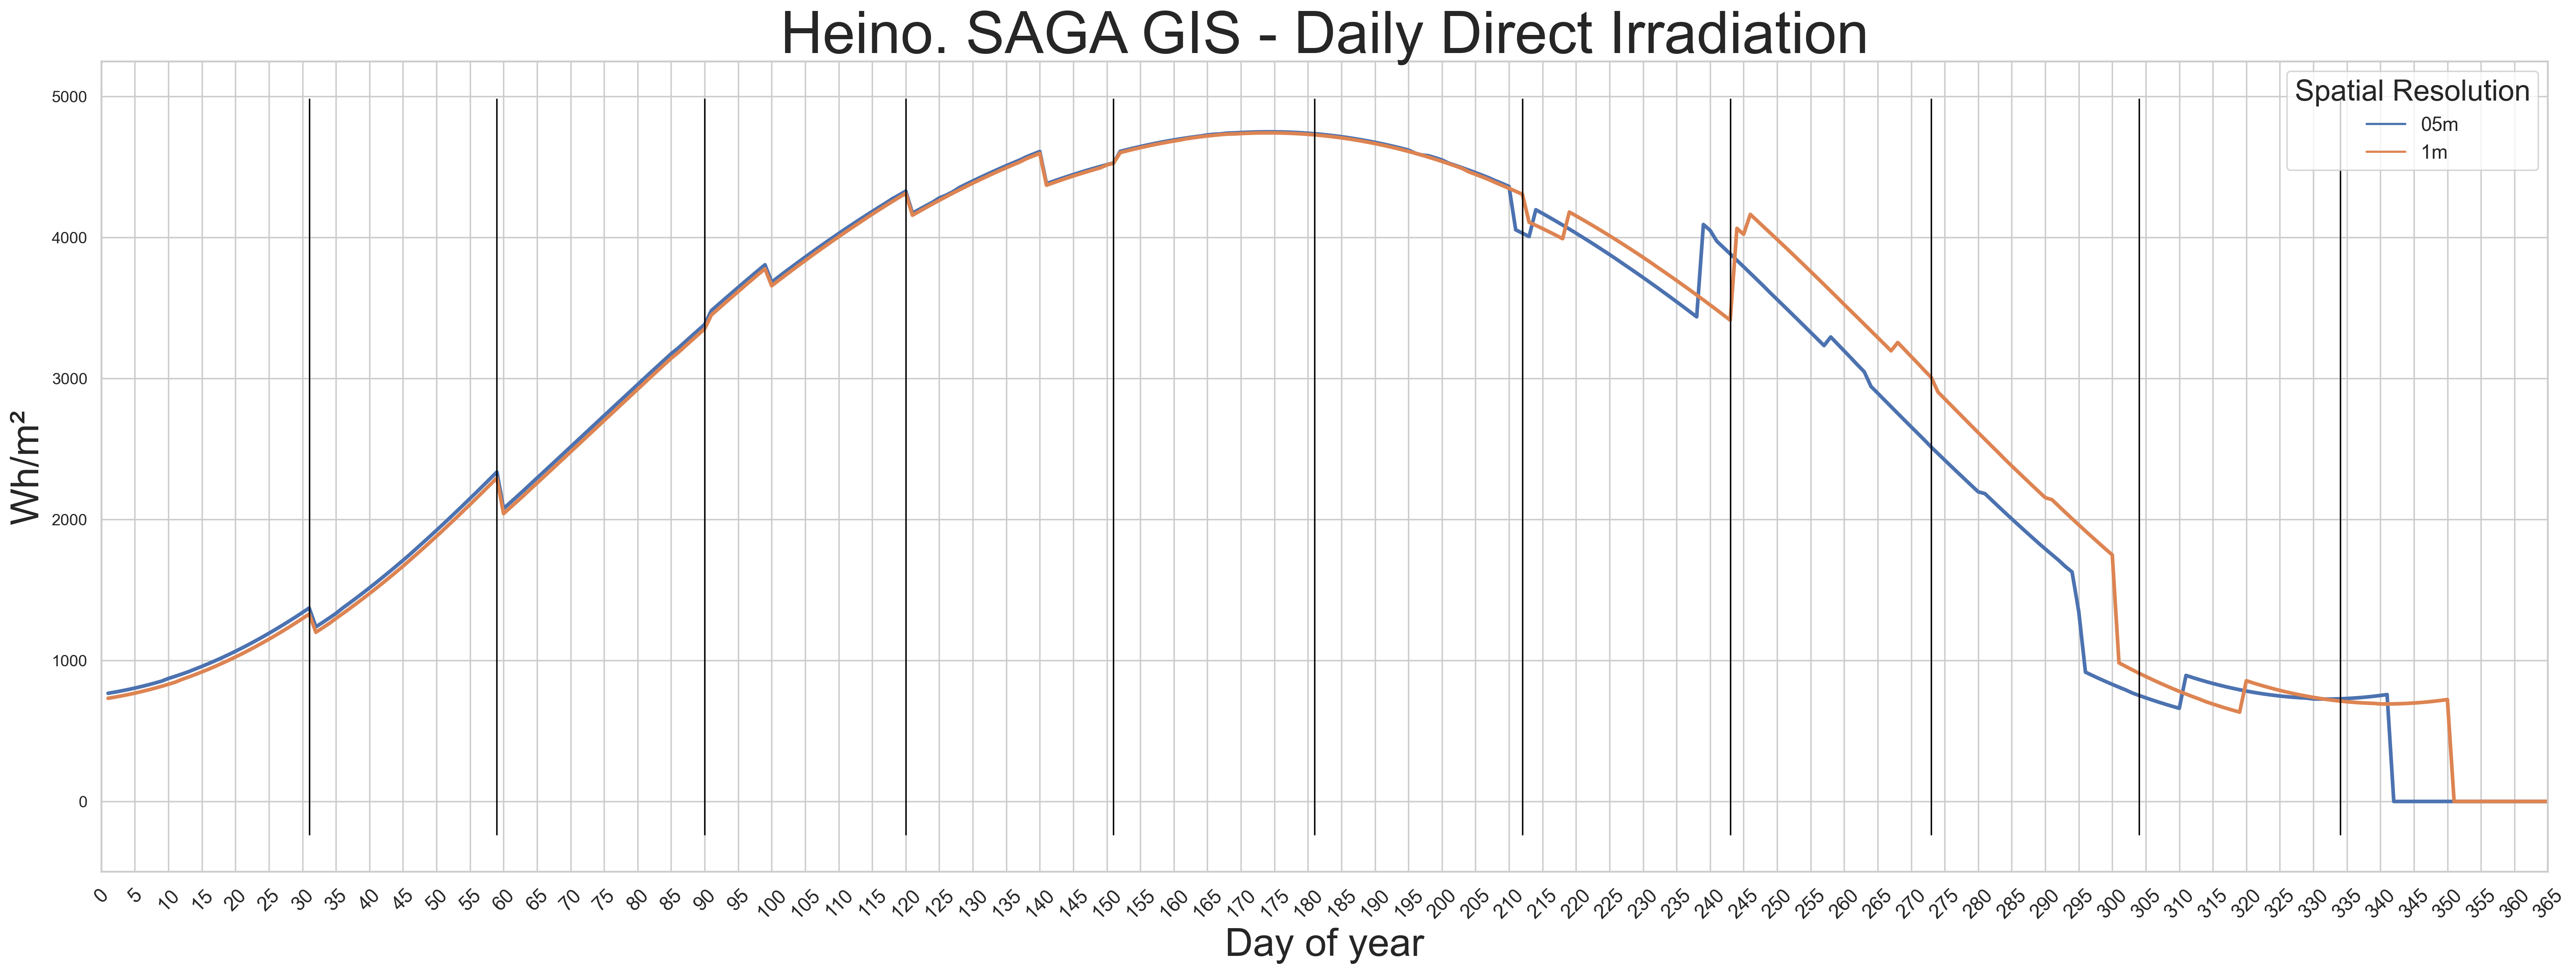 Heino. SAGA GIS - Daily Direct Irradiation
Spatial Resolution
05m
1m
Wh/m²
5000
4000
3000
2000
1000
0
0 5 10 15 20 25 30 35 40 45 50 55 60 65 70 75 80 85 90 95 100 105 110 115 120 125 130 135 140 145 150 155 160 165 170 175 180 185 190 195 200 205 210 215 220 225 230 235 240 245 250 255 260 265 270 275 280 285 290 295 300 305 310 315 320 325 330 335 340 345 350 355 360 365
Day of year